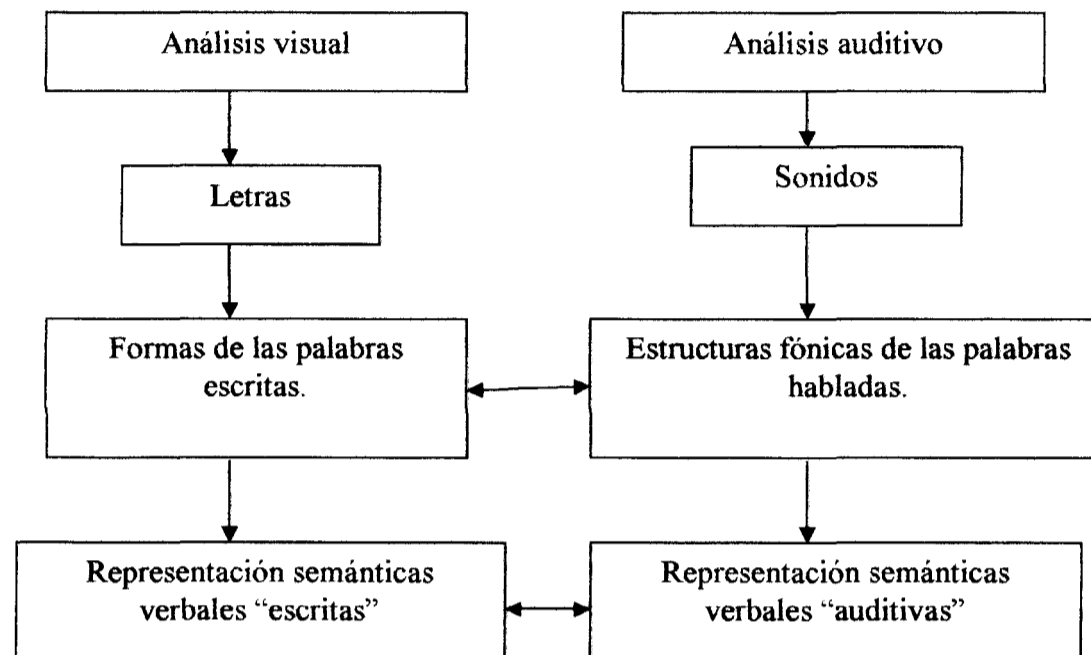 Análisis visual
Análisis auditivo
Letras
Sonidos
Formas de las palabras
escritas.
Estructuras fónicas de las palabras
habladas.
Representación semánticas
verbales “escritas”
Representación semánticas
verbales “auditivas”